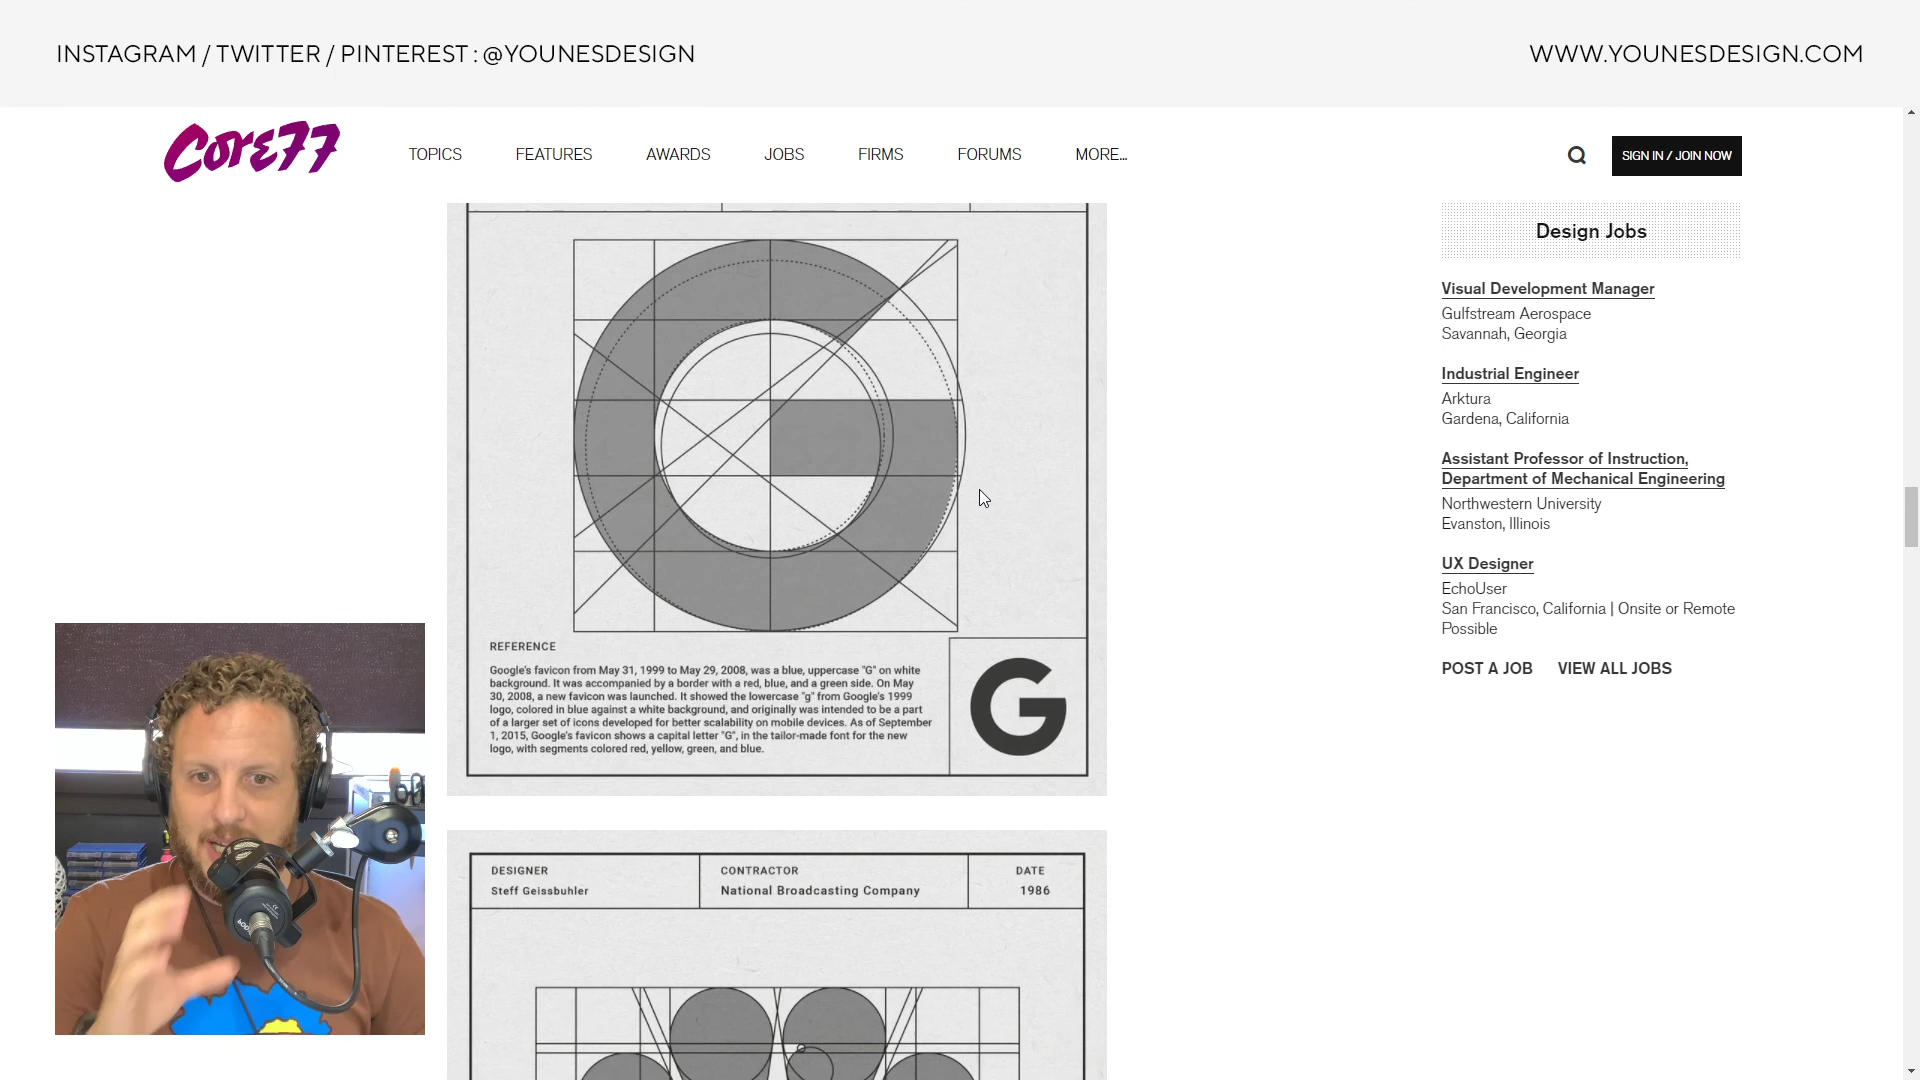 INSTAGRAM / TWITTER / PINTEREST : @YOUNESDESIGN
WWW.YOUNESDESIGN.COM
Core77
TOPICS
FEATURES
AWARDS
JOBS
FIRMS
FORUMS
MORE...
SIGN IN / JOIN NOW
REFERENCE
Google's favicon from May 31, 1999 to May 29, 2008, was a blue, uppercase "G" on white
background. It was accompanied by a border with a red, blue, and a green side. On May
30, 2008, a new favicon was launched. It showed the lowercase "g" from Google's 1999
logo, colored in blue against a white background, and originally was intended to be a part
of a larger set of icons developed for better scalability on mobile devices. As of September
1, 2015, Google's favicon shows a capital letter "G", in the tailor-made font for the new
logo, with segments colored red, yellow, green, and blue.
G
DESIGNER
Steff Geissbuhler
CONTRACTOR
National Broadcasting Company
DATE
1986
Design Jobs
Visual Development Manager
Gulfstream Aerospace
Savannah, Georgia
Industrial Engineer
Arktura
Gardena, California
Assistant Professor of Instruction,
Department of Mechanical Engineering
Northwestern University
Evanston, Illinois
UX Designer
EchoUser
San Francisco, California | Onsite or Remote
Possible
POST A JOB
VIEW ALL JOBS